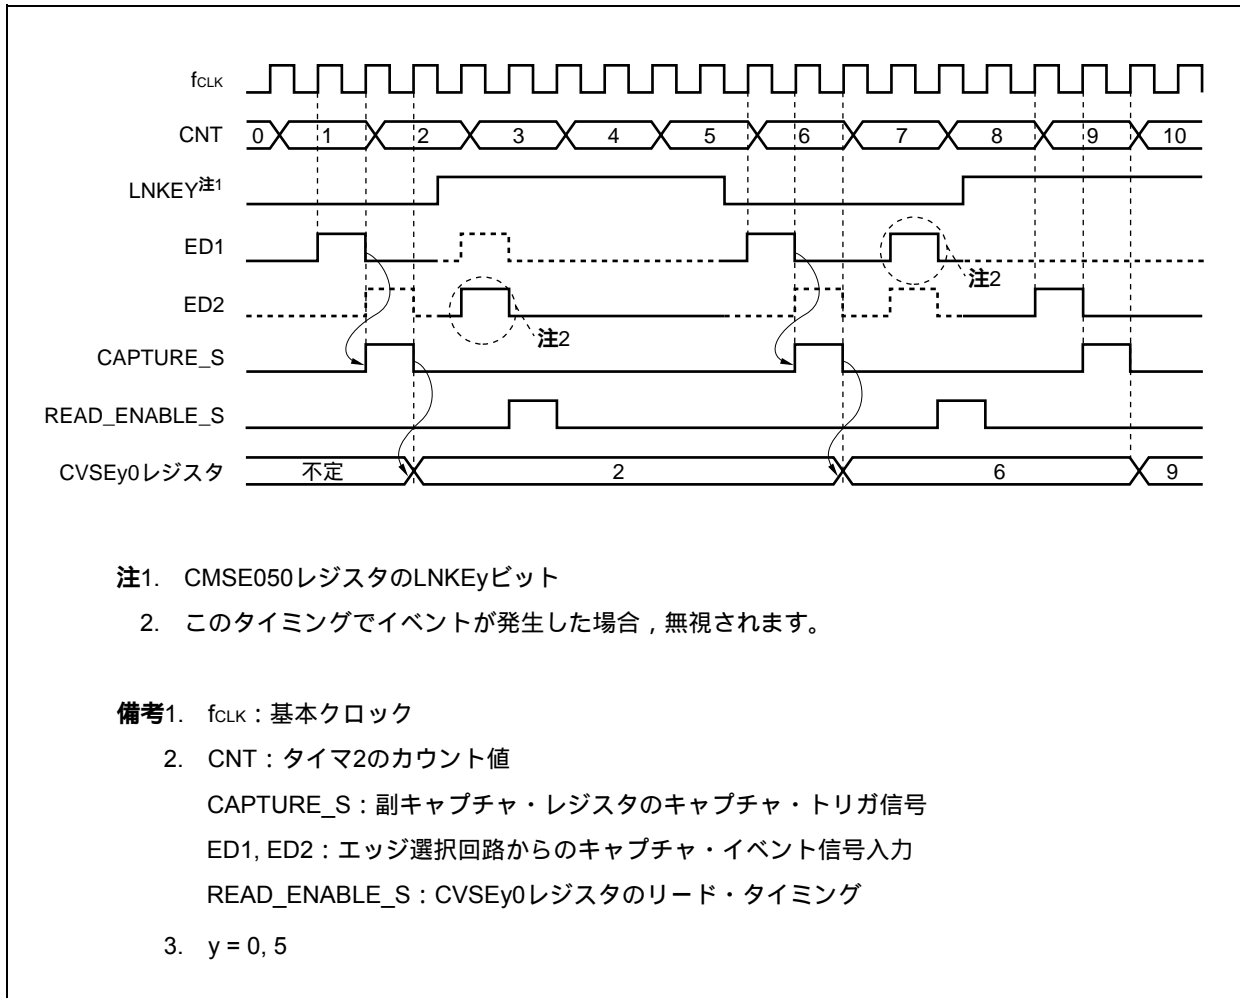 fCLK
CNT 0 1 2 3 4 5 6 7 8 9 10
LNKEY注1
ED1
注2
ED2
注2
CAPTURE_S
READ_ENABLE_S
CVSEy0レジスタ 不定 2 6 9
注1. CMSE050レジスタのLNKEyビット
2. このタイミングでイベントが発生した場合，無視されます。
備考1. fCLK：基本クロック
2. CNT：タイマ2のカウント値
CAPTURE_S：副キャプチャ・レジスタのキャプチャ・トリガ信号
ED1, ED2：エッジ選択回路からのキャプチャ・イベント信号入力
READ_ENABLE_S：CVSEy0レジスタのリード・タイミング
3. y = 0, 5